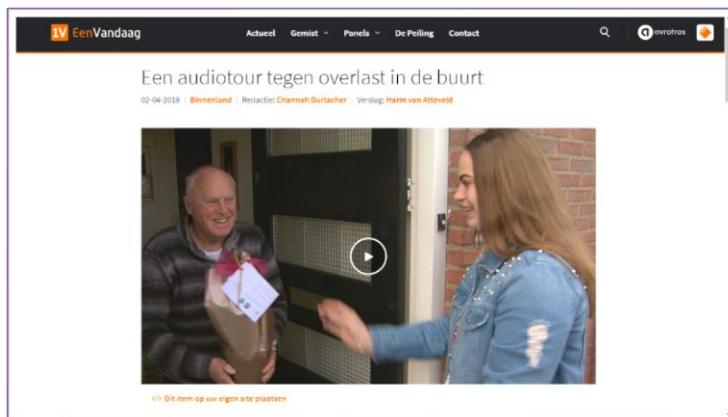 1V EenVandaag Actueel Gemist Panels De Peiling Contact avrotros
Een audiotour tegen overlast in de buurt
02-04-2018 | Binnenland | Redactie: Channah Durlacher Verslag: Harm van Atteveld
</> Dit item op uw eigen site plaatsen